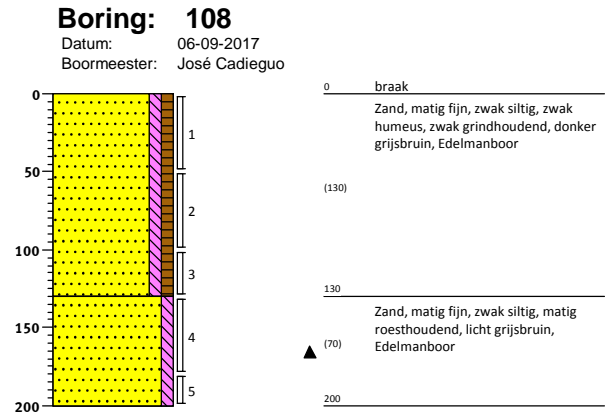 Boring: 108
Datum: 06-09-2017
Boormeester: José Cadieguo
0
50
100
150
200
1
2
3
4
5
0 braak
Zand, matig fijn, zwak siltig, zwak
humeus, zwak grindhoudend, donker
grijsbruin, Edelmanboor
(130)
130
Zand, matig fijn, zwak siltig, matig
roesthoudend, licht grijsbruin,
Edelmanboor
(70)
200